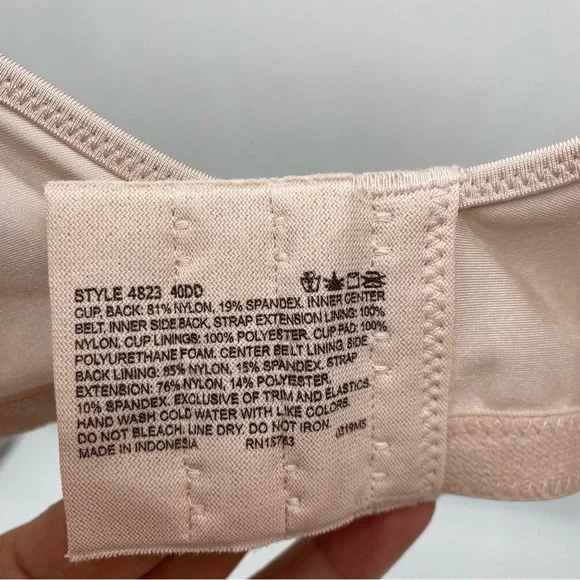 STYLE 4823 40DD
CUP, BACK: 81% NYLON, 19% SPANDEX. INNER CENTER
BELT, INNER SIDE BACK, STRAP EXTENSION LINING: 100%
NYLON, CUP LININGS: 100% POLYESTER. CUP PAD: 100%
POLYURETHANE FOAM. CENTER BELT LINING, SIDE
BACK LINING: 85% NYLON, 15% SPANDEX. STRAP
EXTENSION: 76% NYLON, 14% POLYESTER,
10% SPANDEX. EXCLUSIVE OF TRIM AND ELASTICS.
HAND WASH COLD WATER WITH LIKE COLORS.
DO NOT BLEACH. LINE DRY. DO NOT IRON.
MADE IN INDONESIA RN15763